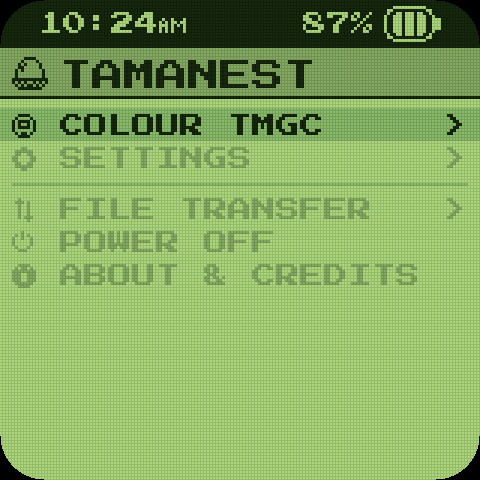 10:24AM 87%
TAMANEST
COLOUR TMGC
SETTINGS
FILE TRANSFER
POWER OFF
ABOUT & CREDITS